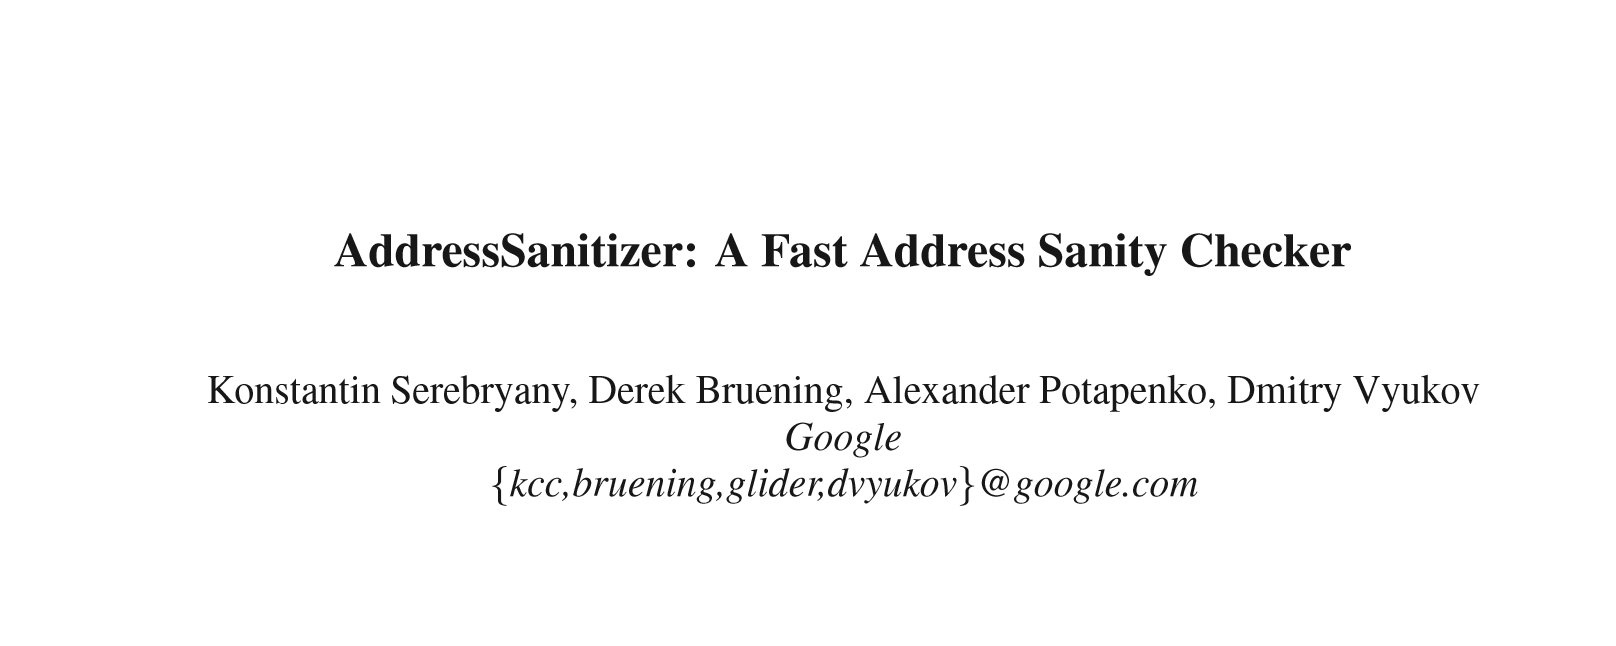 AddressSanitizer: A Fast Address Sanity Checker
Konstantin Serebryany, Derek Bruening, Alexander Potapenko, Dmitry Vyukov
Google
{kcc,bruening,glider,dvyukov}@google.com